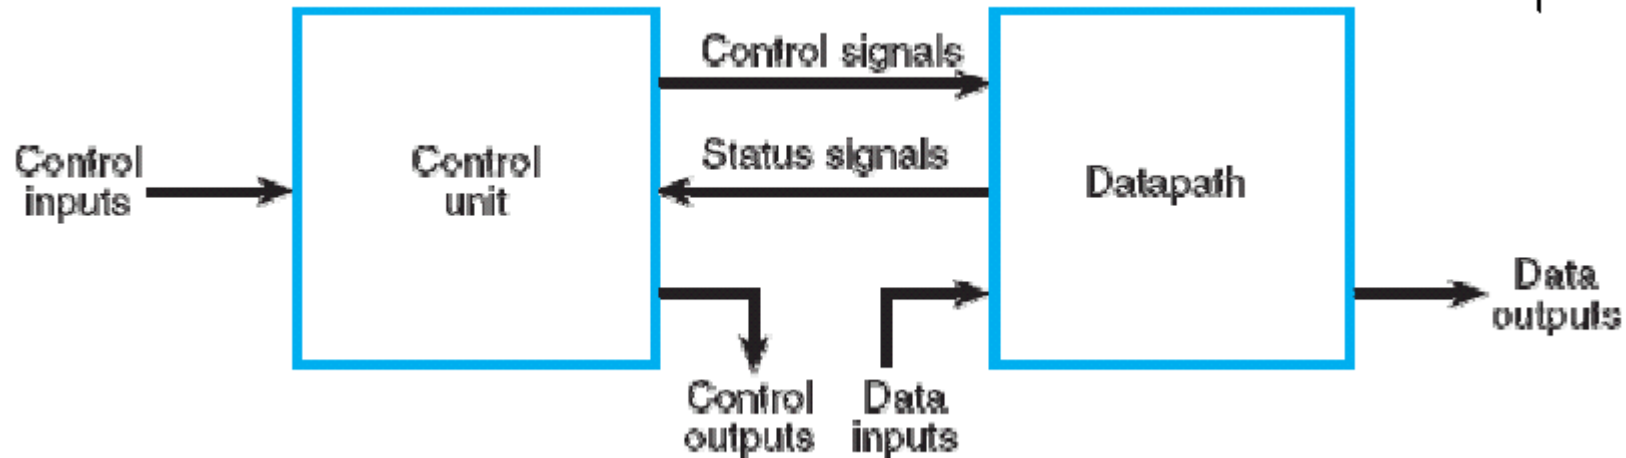 Control signals
Control
inputs
Control
unit
Status signals
Datapath
Data
outputs
Control
outputs
Data
inputs